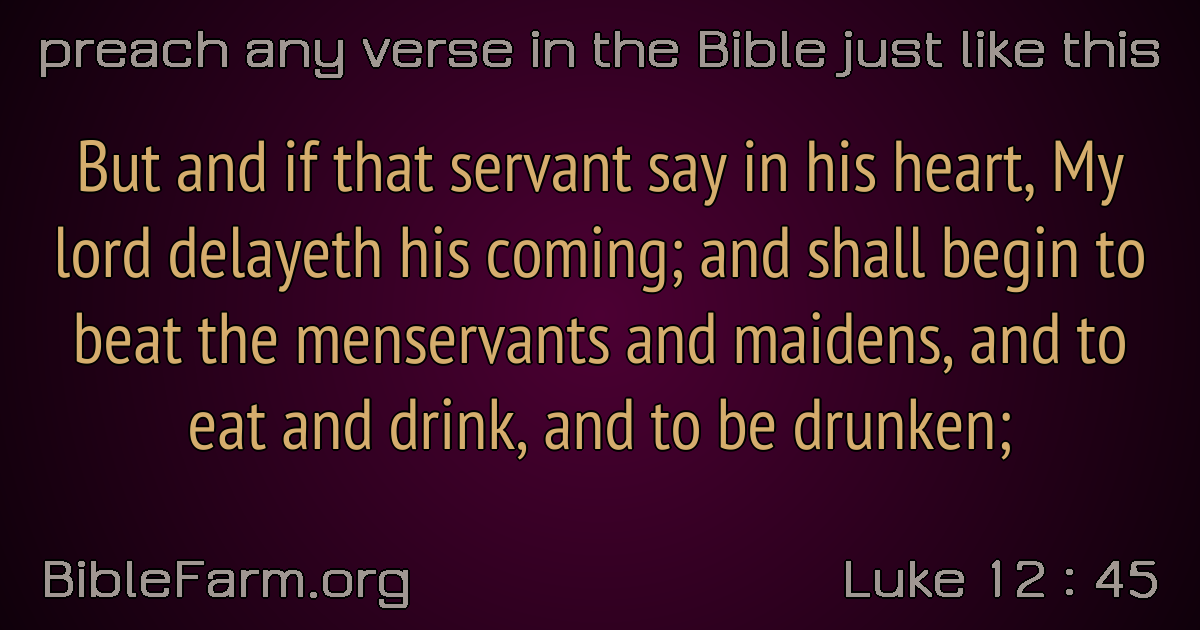 preach any verse in the Bible just like this
But and if that servant say in his heart, My
lord delayeth his coming; and shall begin to
beat the menservants and maidens, and to
eat and drink, and to be drunken;
BibleFarm.org
Luke 12 : 45